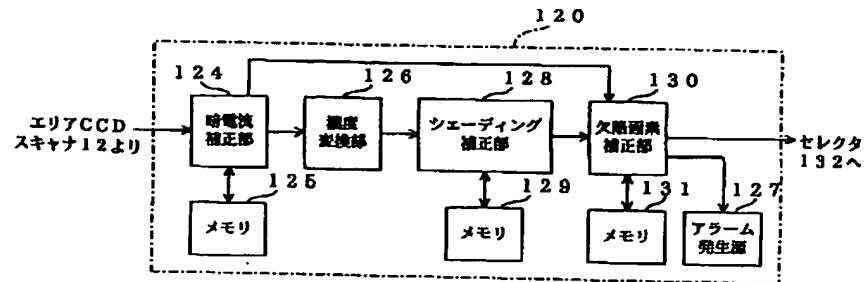 120
124
126
128
130
エリアCCD
スキャナ12より
暗電流
補正部
濃度
変換部
シェーディング
補正部
欠陥画素
補正部
セレクタ
132へ
125
129
131
127
メモリ
メモリ
メモリ
アラーム
発生源